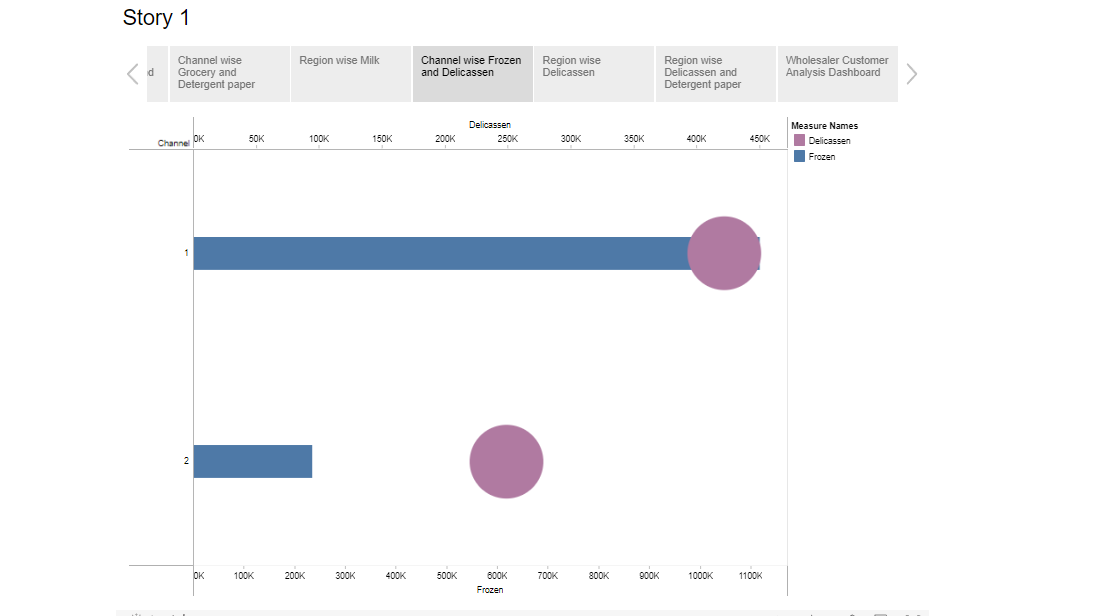 Story 1
d
Channel wise
Grocery and
Detergent paper
Region wise Milk
Channel wise Frozen
and Delicassen
Region wise
Delicassen
Region wise
Delicassen and
Detergent paper
Wholesaler Customer
Analysis Dashboard
Delicassen
Channel 0K 50K 100K 150K 200K 250K 300K 350K 400K 450K
Measure Names
Delicassen
Frozen
1
2
0K 100K 200K 300K 400K 500K 600K 700K 800K 900K 1000K 1100K
Frozen